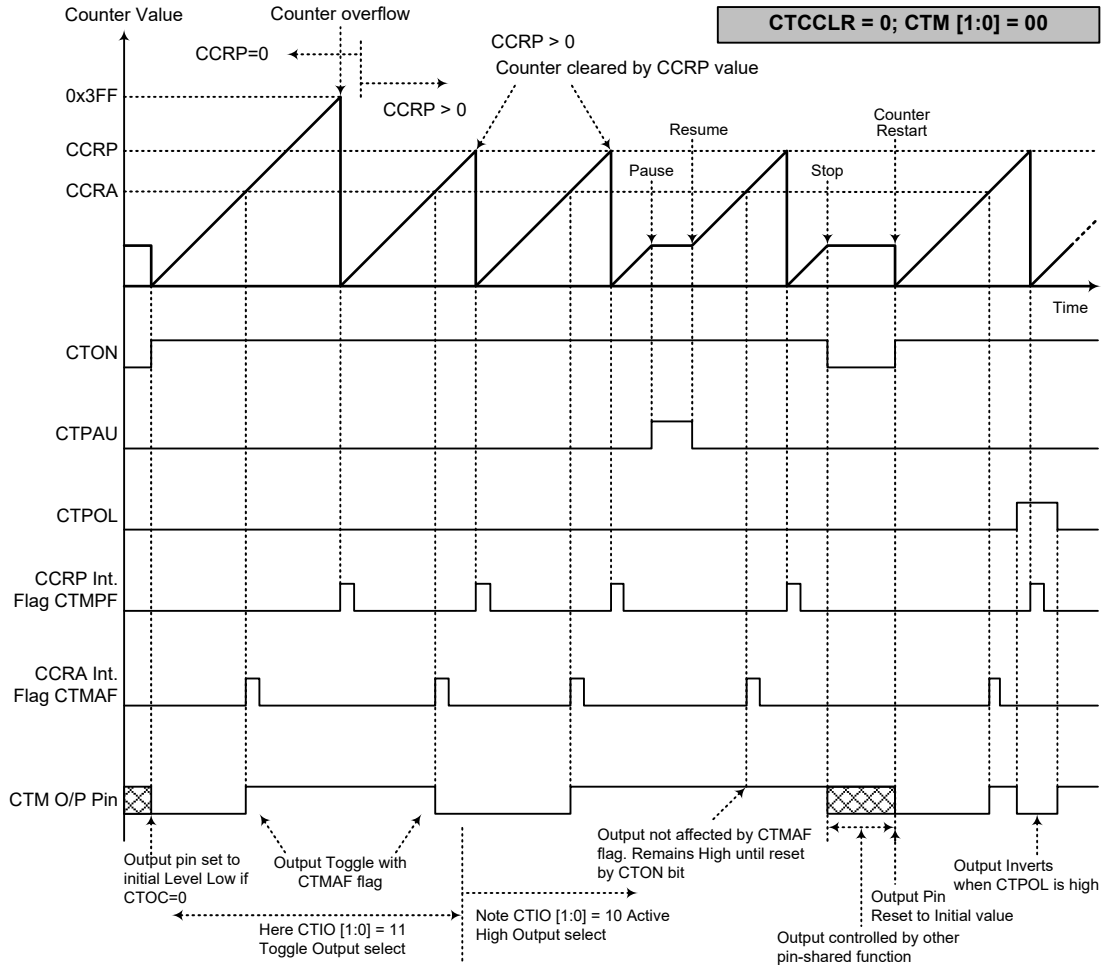 Counter Value
Counter overflow
CTCCLR = 0; CTM [1:0] = 00
CCRP=0
CCRP > 0
CCRP > 0
Counter cleared by CCRP value
0x3FF
CCRP
CCRA
Pause
Resume
Stop
Counter
Restart
Time
CTON
CTPAU
CTPOL
CCRP Int.
Flag CTMPF
CCRA Int.
Flag CTMAF
CTM O/P Pin
Output pin set to
initial Level Low if
CTOC=0
Output Toggle with
CTMAF flag
Here CTIO [1:0] = 11
Toggle Output select
Note CTIO [1:0] = 10 Active
High Output select
Output not affected by CTMAF
flag. Remains High until reset
by CTON bit
Output controlled by other
pin-shared function
Output Pin
Reset to Initial value
Output Inverts
when CTPOL is high